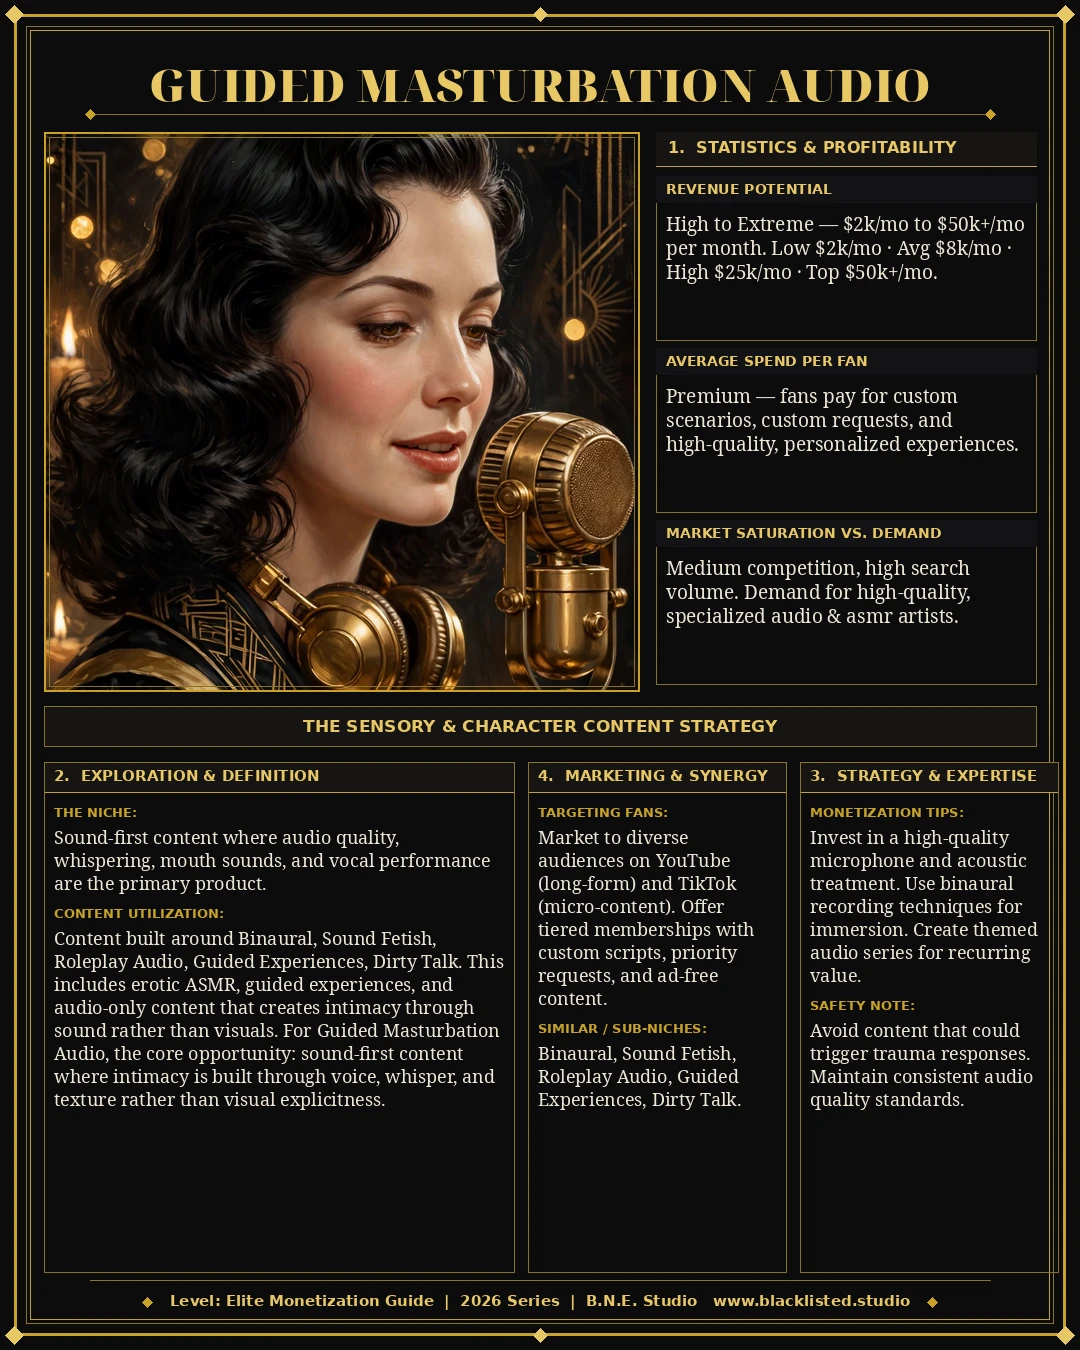 GUIDED MASTURBATION AUDIO
1. STATISTICS & PROFITABILITY
REVENUE POTENTIAL
High to Extreme — $2k/mo to $50k+/mo
per month. Low $2k/mo · Avg $8k/mo ·
High $25k/mo · Top $50k+/mo.
AVERAGE SPEND PER FAN
Premium — fans pay for custom
scenarios, custom requests, and
high-quality, personalized experiences.
MARKET SATURATION VS. DEMAND
Medium competition, high search
volume. Demand for high-quality,
specialized audio & asmr artists.
THE SENSORY & CHARACTER CONTENT STRATEGY
2. EXPLORATION & DEFINITION
THE NICHE:
Sound-first content where audio quality,
whispering, mouth sounds, and vocal performance
are the primary product.
CONTENT UTILIZATION:
Content built around Binaural, Sound Fetish,
Roleplay Audio, Guided Experiences, Dirty Talk. This
includes erotic ASMR, guided experiences, and
audio-only content that creates intimacy through
sound rather than visuals. For Guided Masturbation
Audio, the core opportunity: sound-first content
where intimacy is built through voice, whisper, and
texture rather than visual explicitness.
4. MARKETING & SYNERGY
TARGETING FANS:
Market to diverse
audiences on YouTube
(long-form) and TikTok
(micro-content). Offer
tiered memberships with
custom scripts, priority
requests, and ad-free
content.
SIMILAR / SUB-NICHES:
Binaural, Sound Fetish,
Roleplay Audio, Guided
Experiences, Dirty Talk.
3. STRATEGY & EXPERTISE
MONETIZATION TIPS:
Invest in a high-quality
microphone and acoustic
treatment. Use binaural
recording techniques for
immersion. Create themed
audio series for recurring
value.
SAFETY NOTE:
Avoid content that could
trigger trauma responses.
Maintain consistent audio
quality standards.
Level: Elite Monetization Guide | 2026 Series | B.N.E. Studio www.blacklisted.studio